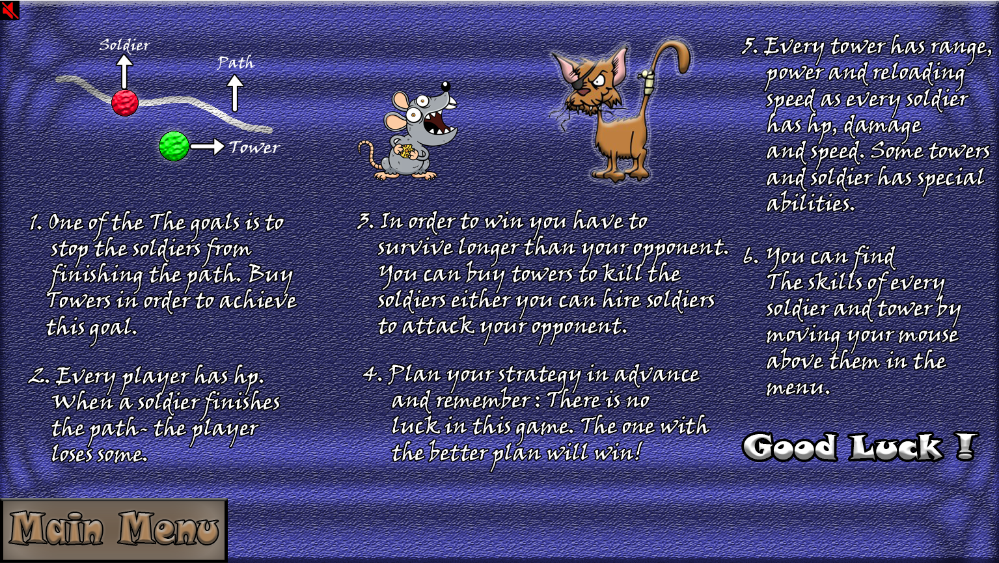 Soldier
Path
Tower
1. One of the The goals is to
stop the soldiers from
finishing the path. Buy
Towers in order to achieve
this goal.
2. Every player has hp.
When a soldier finishes
the path- the player
loses some.
3. In order to win you have to
survive longer than your opponent.
You can buy towers to kill the
soldiers either you can hire soldiers
to attack your opponent.
4. Plan your strategy in advance
and remember : There is no
luck in this game. The one with
the better plan will win!
5. Every tower has range,
power and reloading
speed as every soldier
has hp, damage
and speed. Some towers
and soldier has special
abilities.
6. You can find
The skills of every
soldier and tower by
moving your mouse
above them in the
menu.
Good Luck !
Main Menu